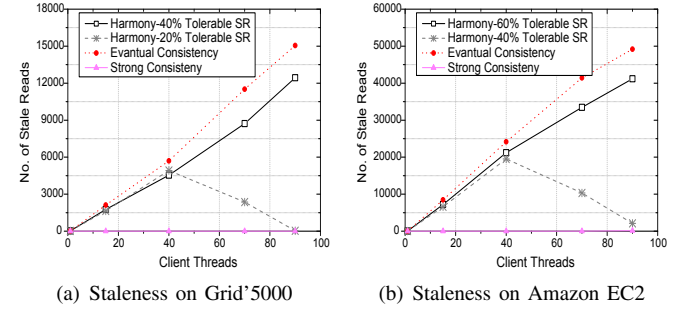 18000
15000
12000
9000
6000
3000
0
0 20 40 60 80 100
No. of Stale Reads
Client Threads
Harmony-40% Tolerable SR
Harmony-20% Tolerable SR
Evantual Consistency
Strong Consisteny
(a) Staleness on Grid'5000
60000
50000
40000
30000
20000
10000
0
0 20 40 60 80 100
No. of Stale Reads
Client Threads
Harmony-60% Tolerable SR
Harmony-40% Tolerable SR
Evantual Consistency
Strong Consisteny
(b) Staleness on Amazon EC2